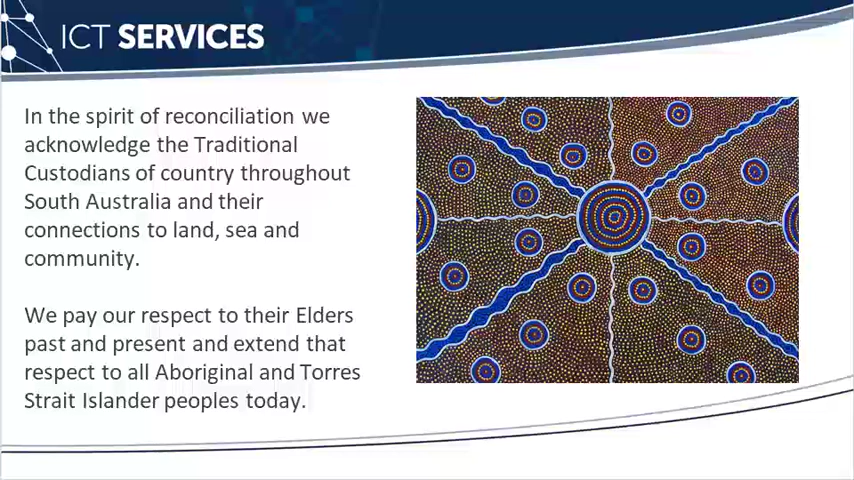 ICT SERVICES
In the spirit of reconciliation we
acknowledge the Traditional
Custodians of country throughout
South Australia and their
connections to land, sea and
community.
We pay our respect to their Elders
past and present and extend that
respect to all Aboriginal and Torres
Strait Islander peoples today.